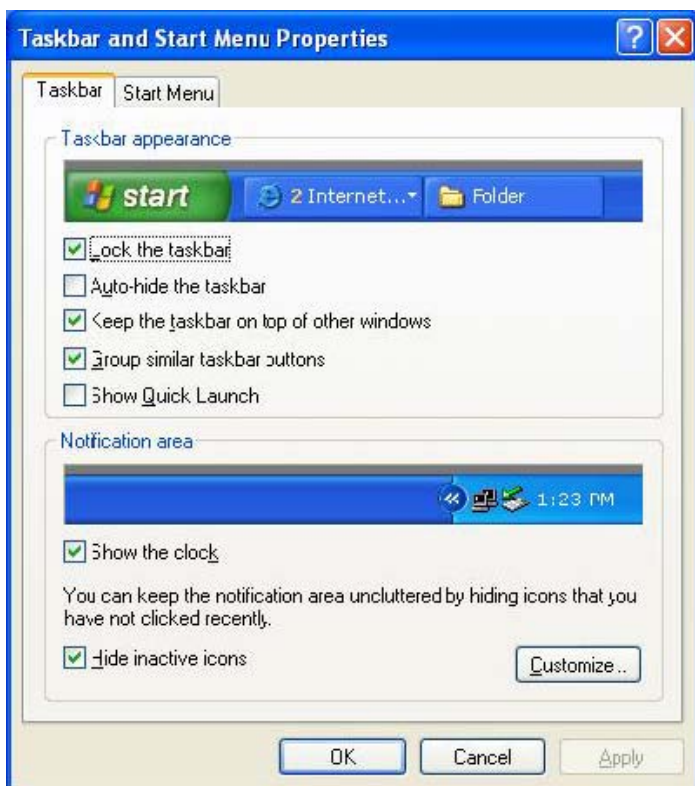 Taskbar and Start Menu Properties
Taskbar Start Menu
Taskbar appearance
start 2 Internet... Folder
Lock the taskbar
Auto-hide the taskbar
Keep the taskbar on top of other windows
Group similar taskbar buttons
Show Quick Launch
Notification area
1:23 PM
Show the clock
You can keep the notification area uncluttered by hiding icons that you
have not clicked recently.
Hide inactive icons
Customize...
OK Cancel Apply